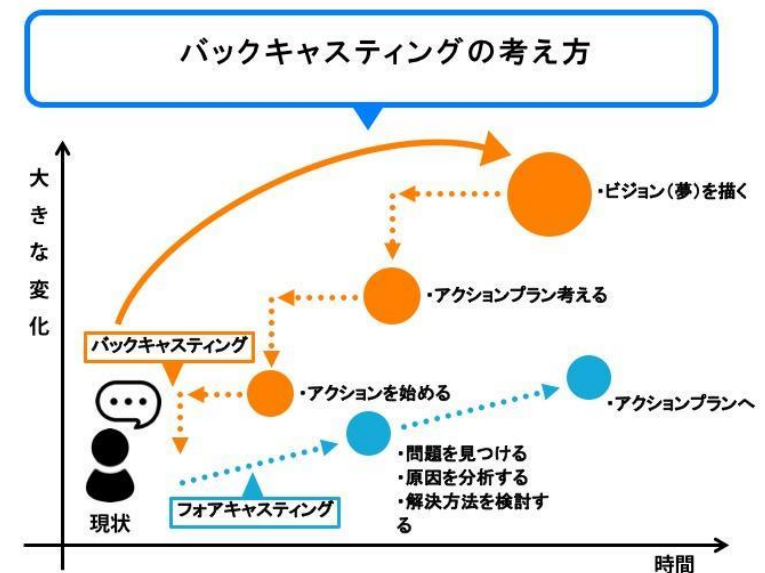 バックキャスティングの考え方
大きな変化
・ビジョン（夢）を描く
・アクションプラン考える
バックキャスティング
・アクションを始める
・アクションプランへ
・問題を見つける
・原因を分析する
・解決方法を検討す
る
フォアキャスティング
現状
時間